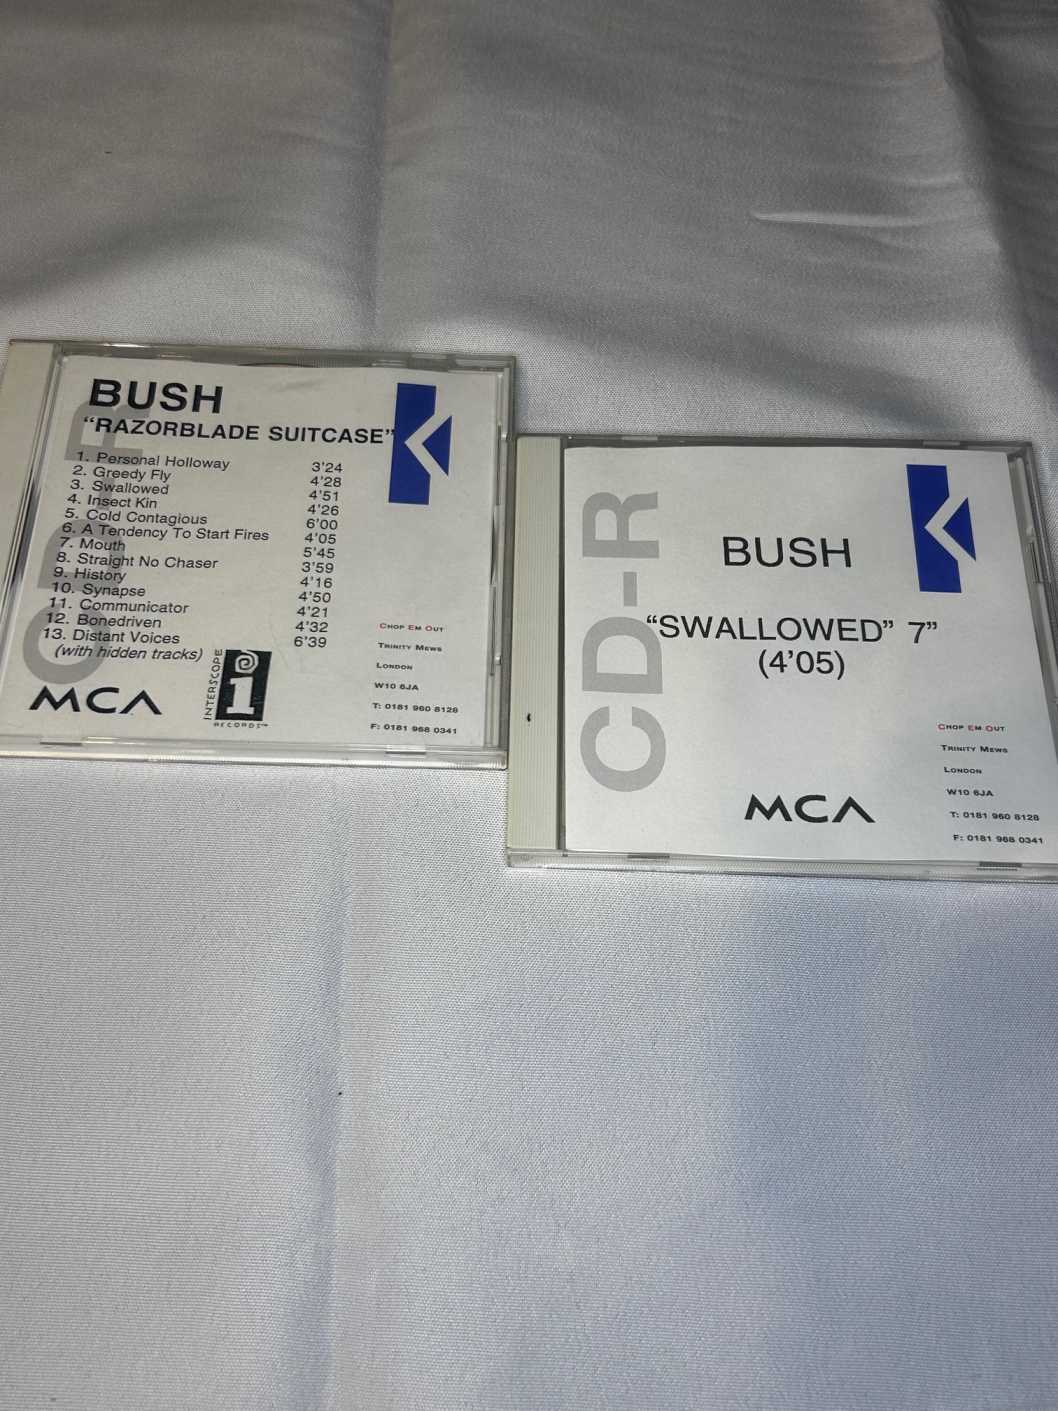 BUSH
"RAZORBLADE SUITCASE"
1. Personal Holloway 3'24
2. Greedy Fly 4'28
3. Swallowed 4'51
4. Insect Kin 4'26
5. Cold Contagious 6'00
6. A Tendency To Start Fires 4'05
7. Mouth 5'45
8. Straight No Chaser 3'59
9. History 4'16
10. Synapse 4'50
11. Communicator 4'21
12. Bonedriven 4'32
13. Distant Voices 6'39
(with hidden tracks)
CD-R
MCA
INTERSCOPE
i
RECORDS™
CHOP EM OUT
TRINITY MEWS
LONDON
W10 6JA
T: 0181 960 8128
F: 0181 968 0341
CD-R
BUSH
"SWALLOWED" 7"
(4'05)
MCA
CHOP EM OUT
TRINITY MEWS
LONDON
W10 6JA
T: 0181 960 8128
F: 0181 968 0341